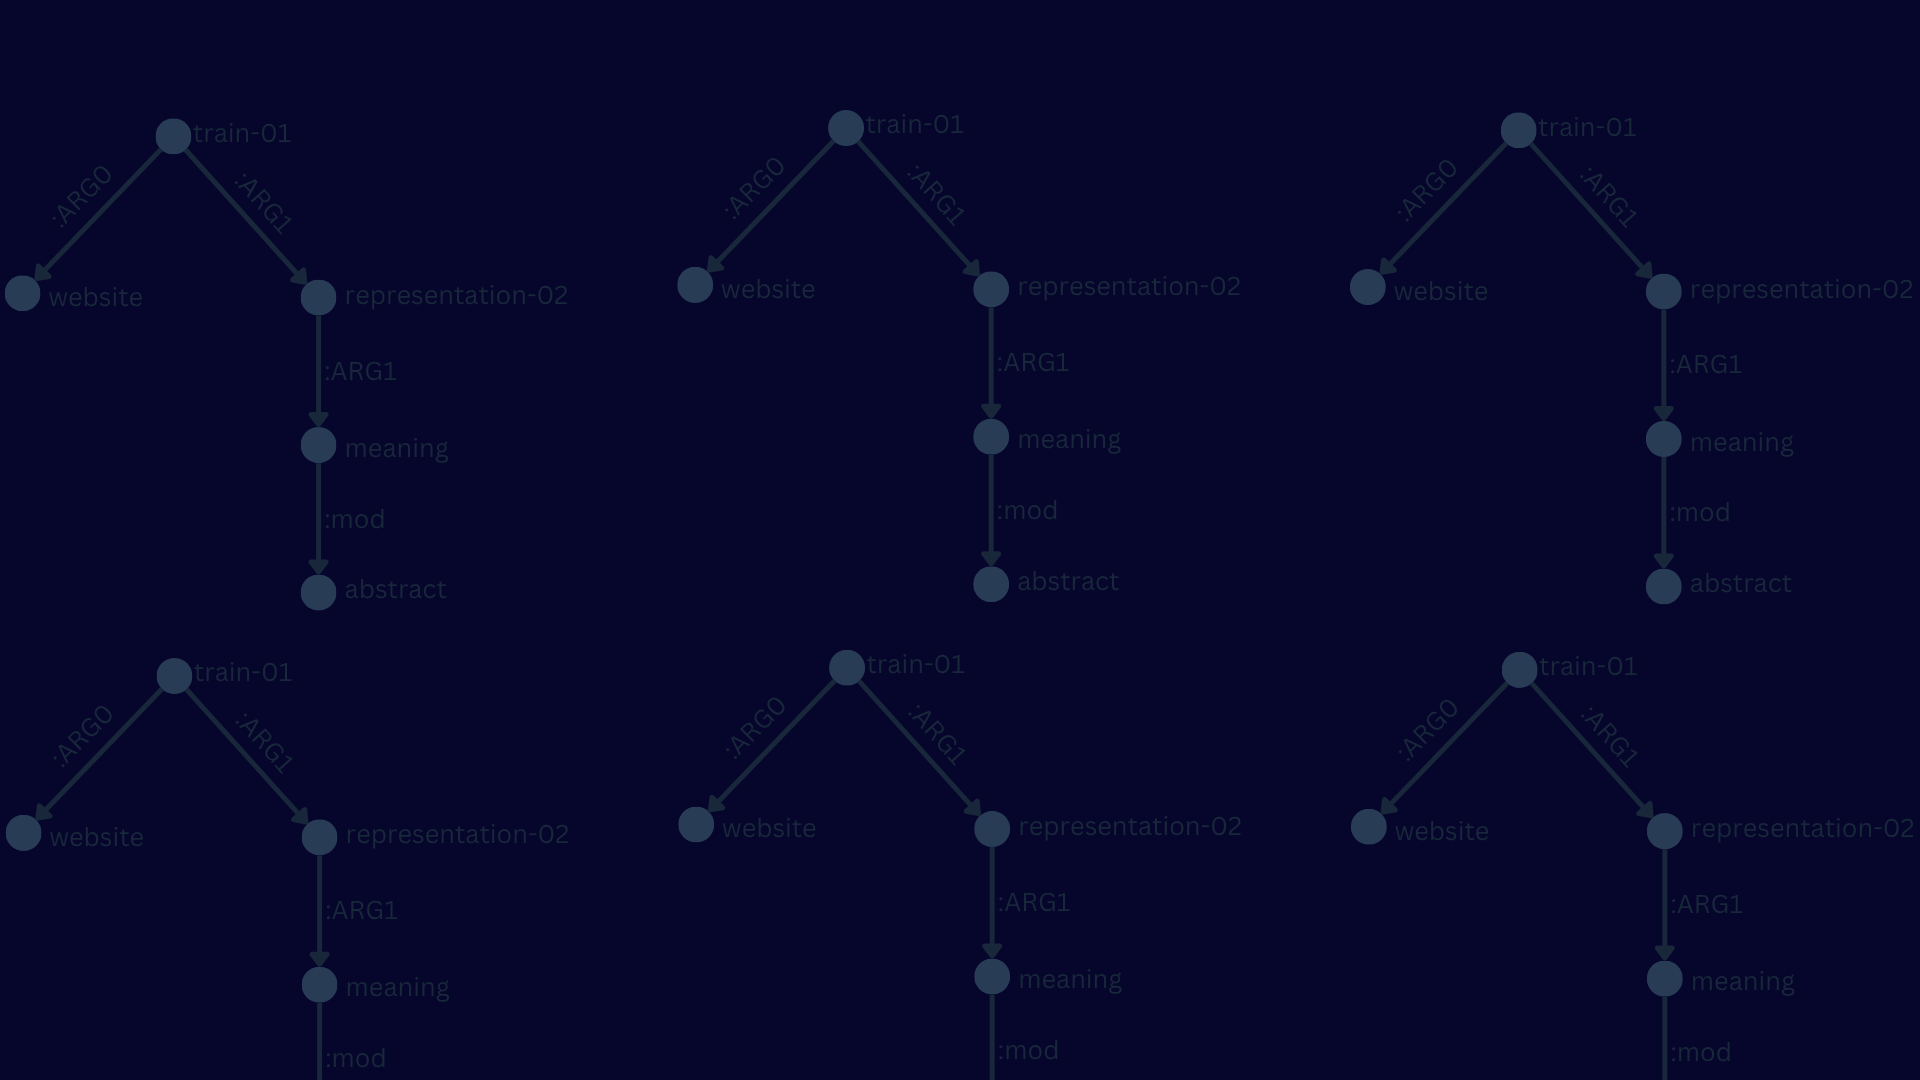 train-01
:ARG0
:ARG1
website
representation-02
:ARG1
meaning
:mod
abstract
train-01
:ARG0
:ARG1
website
representation-02
:ARG1
meaning
:mod
abstract
train-01
:ARG0
:ARG1
website
representation-02
:ARG1
meaning
:mod
abstract
train-01
:ARG0
:ARG1
website
representation-02
:ARG1
meaning
:mod
train-01
:ARG0
:ARG1
website
representation-02
:ARG1
meaning
:mod
train-01
:ARG0
:ARG1
website
representation-02
:ARG1
meaning
:mod